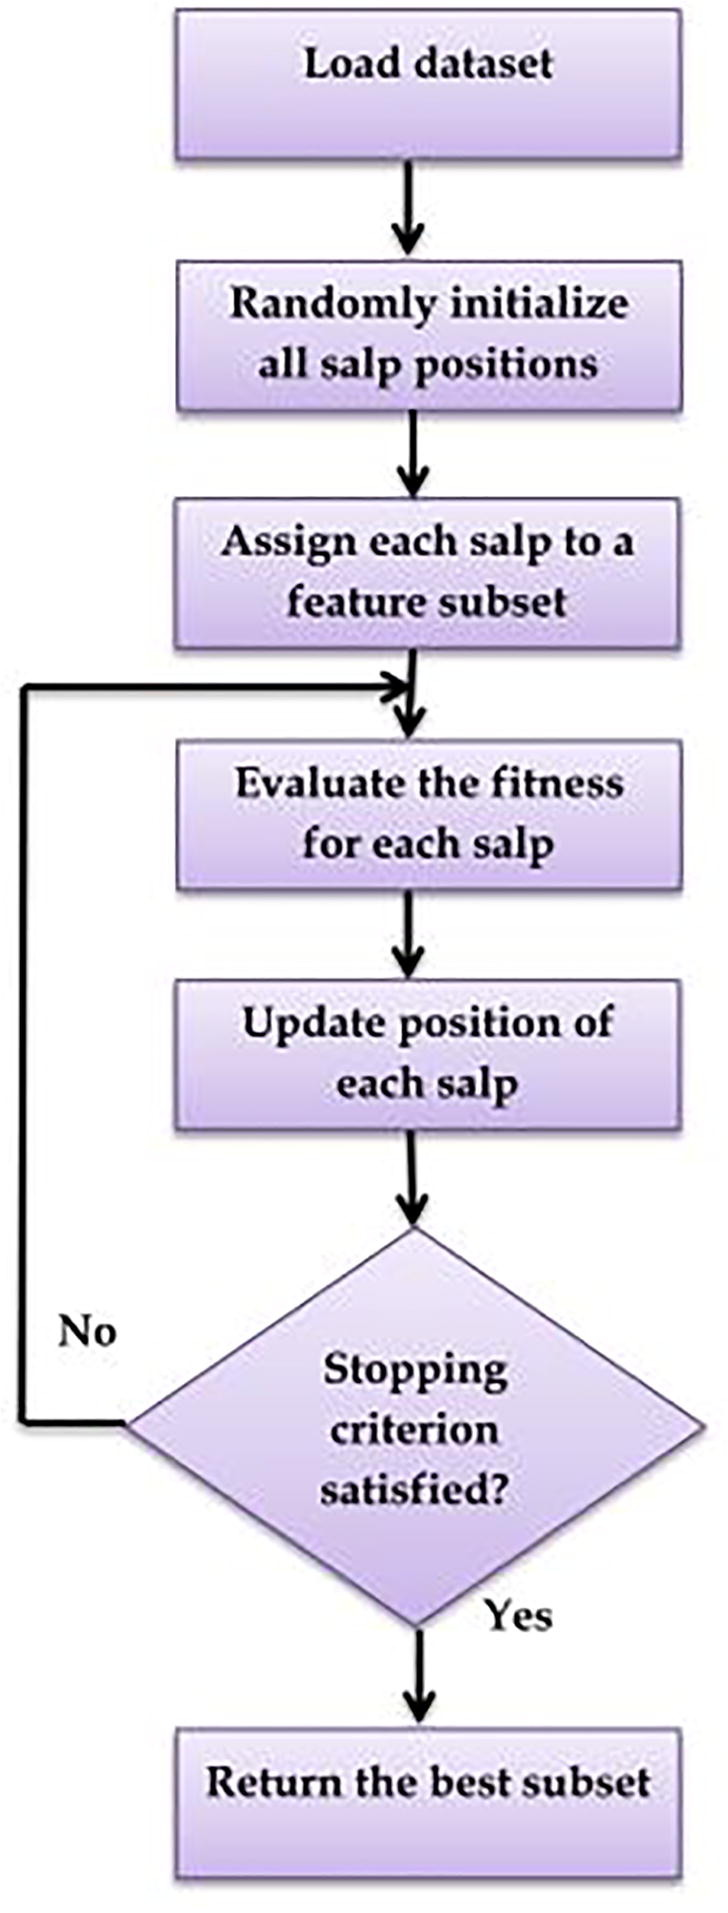 Load dataset
Randomly initialize
all salp positions
Assign each salp to a
feature subset
Evaluate the fitness
for each salp
Update position of
each salp
No
Stopping
criterion
satisfied?
Yes
Return the best subset